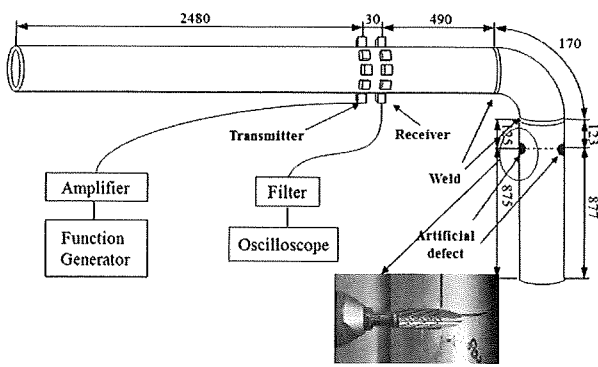 2480
30
490
170
Transmitter
Receiver
Weld
125
123
Amplifier
Function
Generator
Filter
Oscilloscope
Artificial
defect
875
877